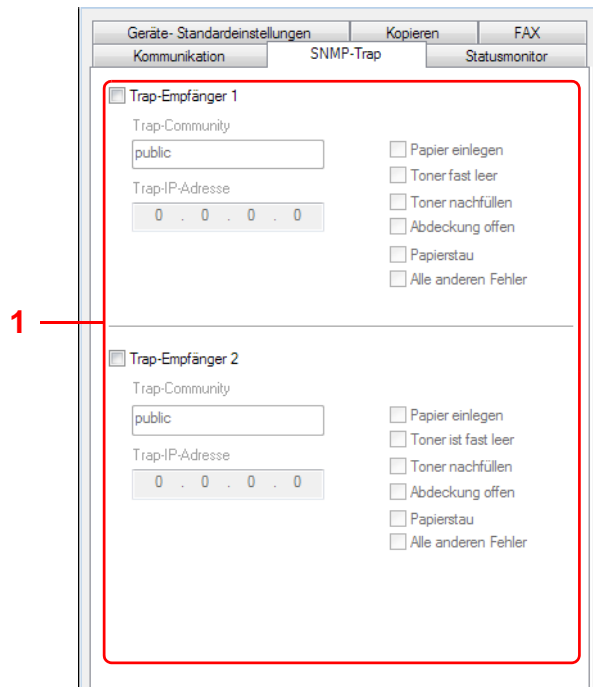 Geräte- Standardeinstellungen Kopieren FAX
Kommunikation SNMP-Trap Statusmonitor
Trap-Empfänger 1
Trap-Community
public
Trap-IP-Adresse
0 . 0 . 0 . 0
Papier einlegen
Toner fast leer
Toner nachfüllen
Abdeckung offen
Papierstau
Alle anderen Fehler
1
Trap-Empfänger 2
Trap-Community
public
Trap-IP-Adresse
0 . 0 . 0 . 0
Papier einlegen
Toner ist fast leer
Toner nachfüllen
Abdeckung offen
Papierstau
Alle anderen Fehler